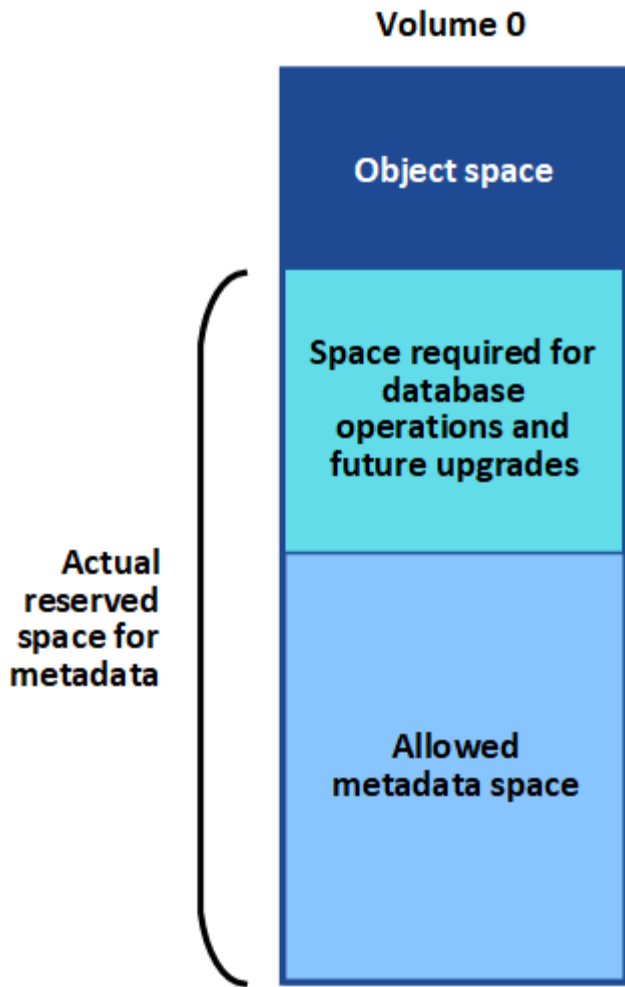 Volume 0
Object space
Space required for
database
operations and
future upgrades
Actual
reserved
space for
metadata
Allowed
metadata space